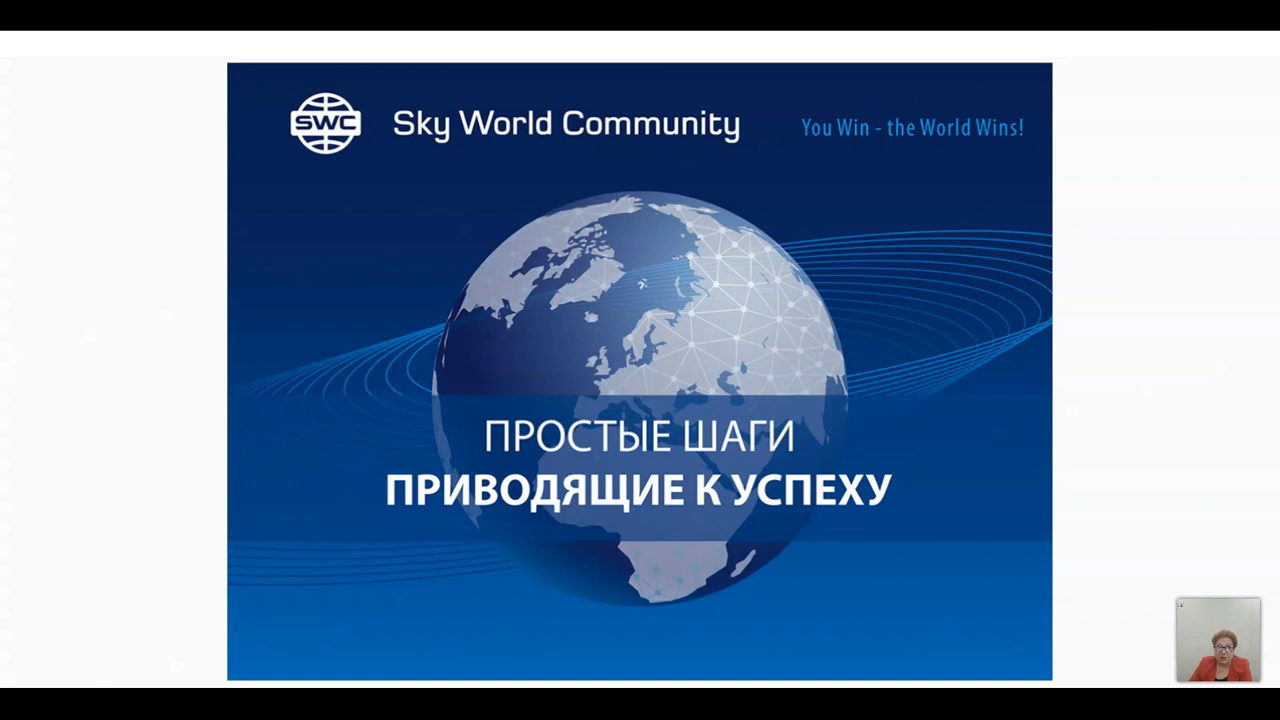 SWC
Sky World Community
You Win - the World Wins!
ПРОСТЫЕ ШАГИ
ПРИВОДЯЩИЕ К УСПЕХУ